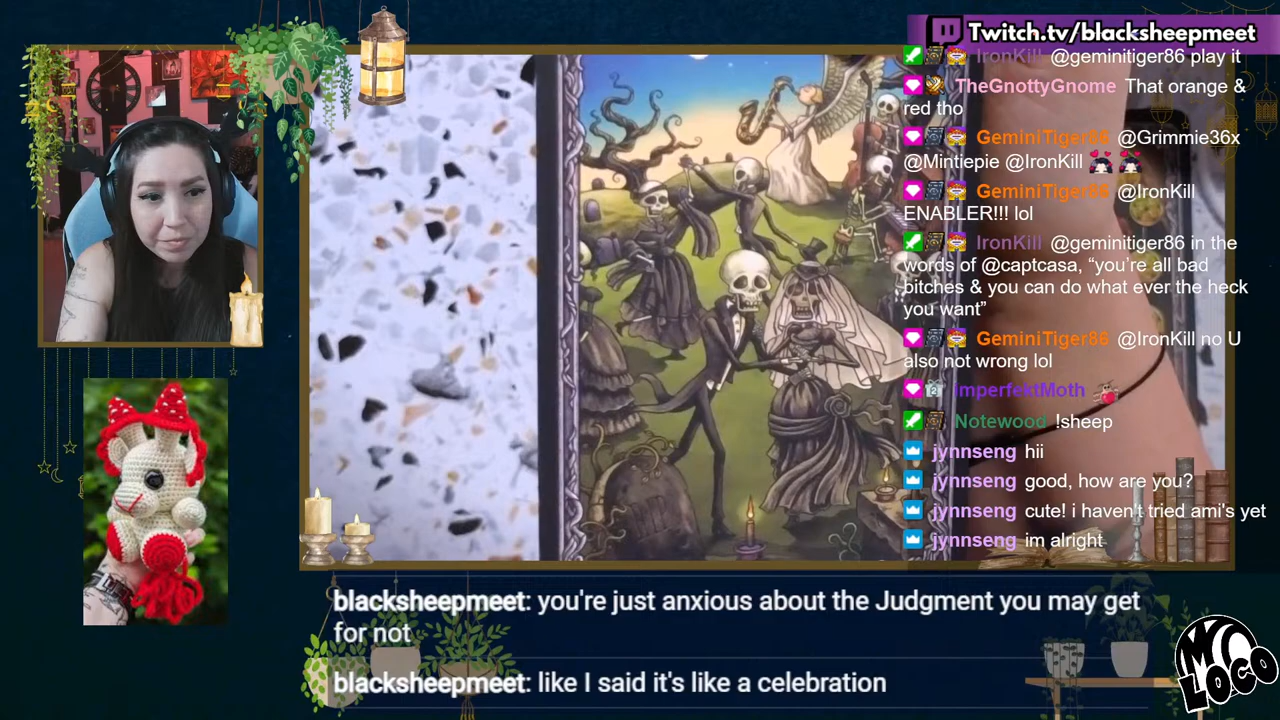 Twitch.tv/blacksheepmeet
IronKill @geminitiger86 play it
TheGnottyGnome That orange &
red tho
GeminiTiger86 @Grimmie36x
@Mintiepie @IronKill
GeminiTiger86 @IronKill
ENABLER!!! lol
IronKill @geminitiger86 in the
words of @captcasa, “you’re all bad
bitches & you can do what ever the heck
you want”
GeminiTiger86 @IronKill no U
also not wrong lol
imperfektMoth
Notewood !sheep
jynnseng hii
jynnseng good, how are you?
jynnseng cute! i haven't tried ami's yet
jynnseng im alright
blacksheepmeet: you're just anxious about the Judgment you may get
for not
blacksheepmeet: like I said it's like a celebration
MC
LOCO